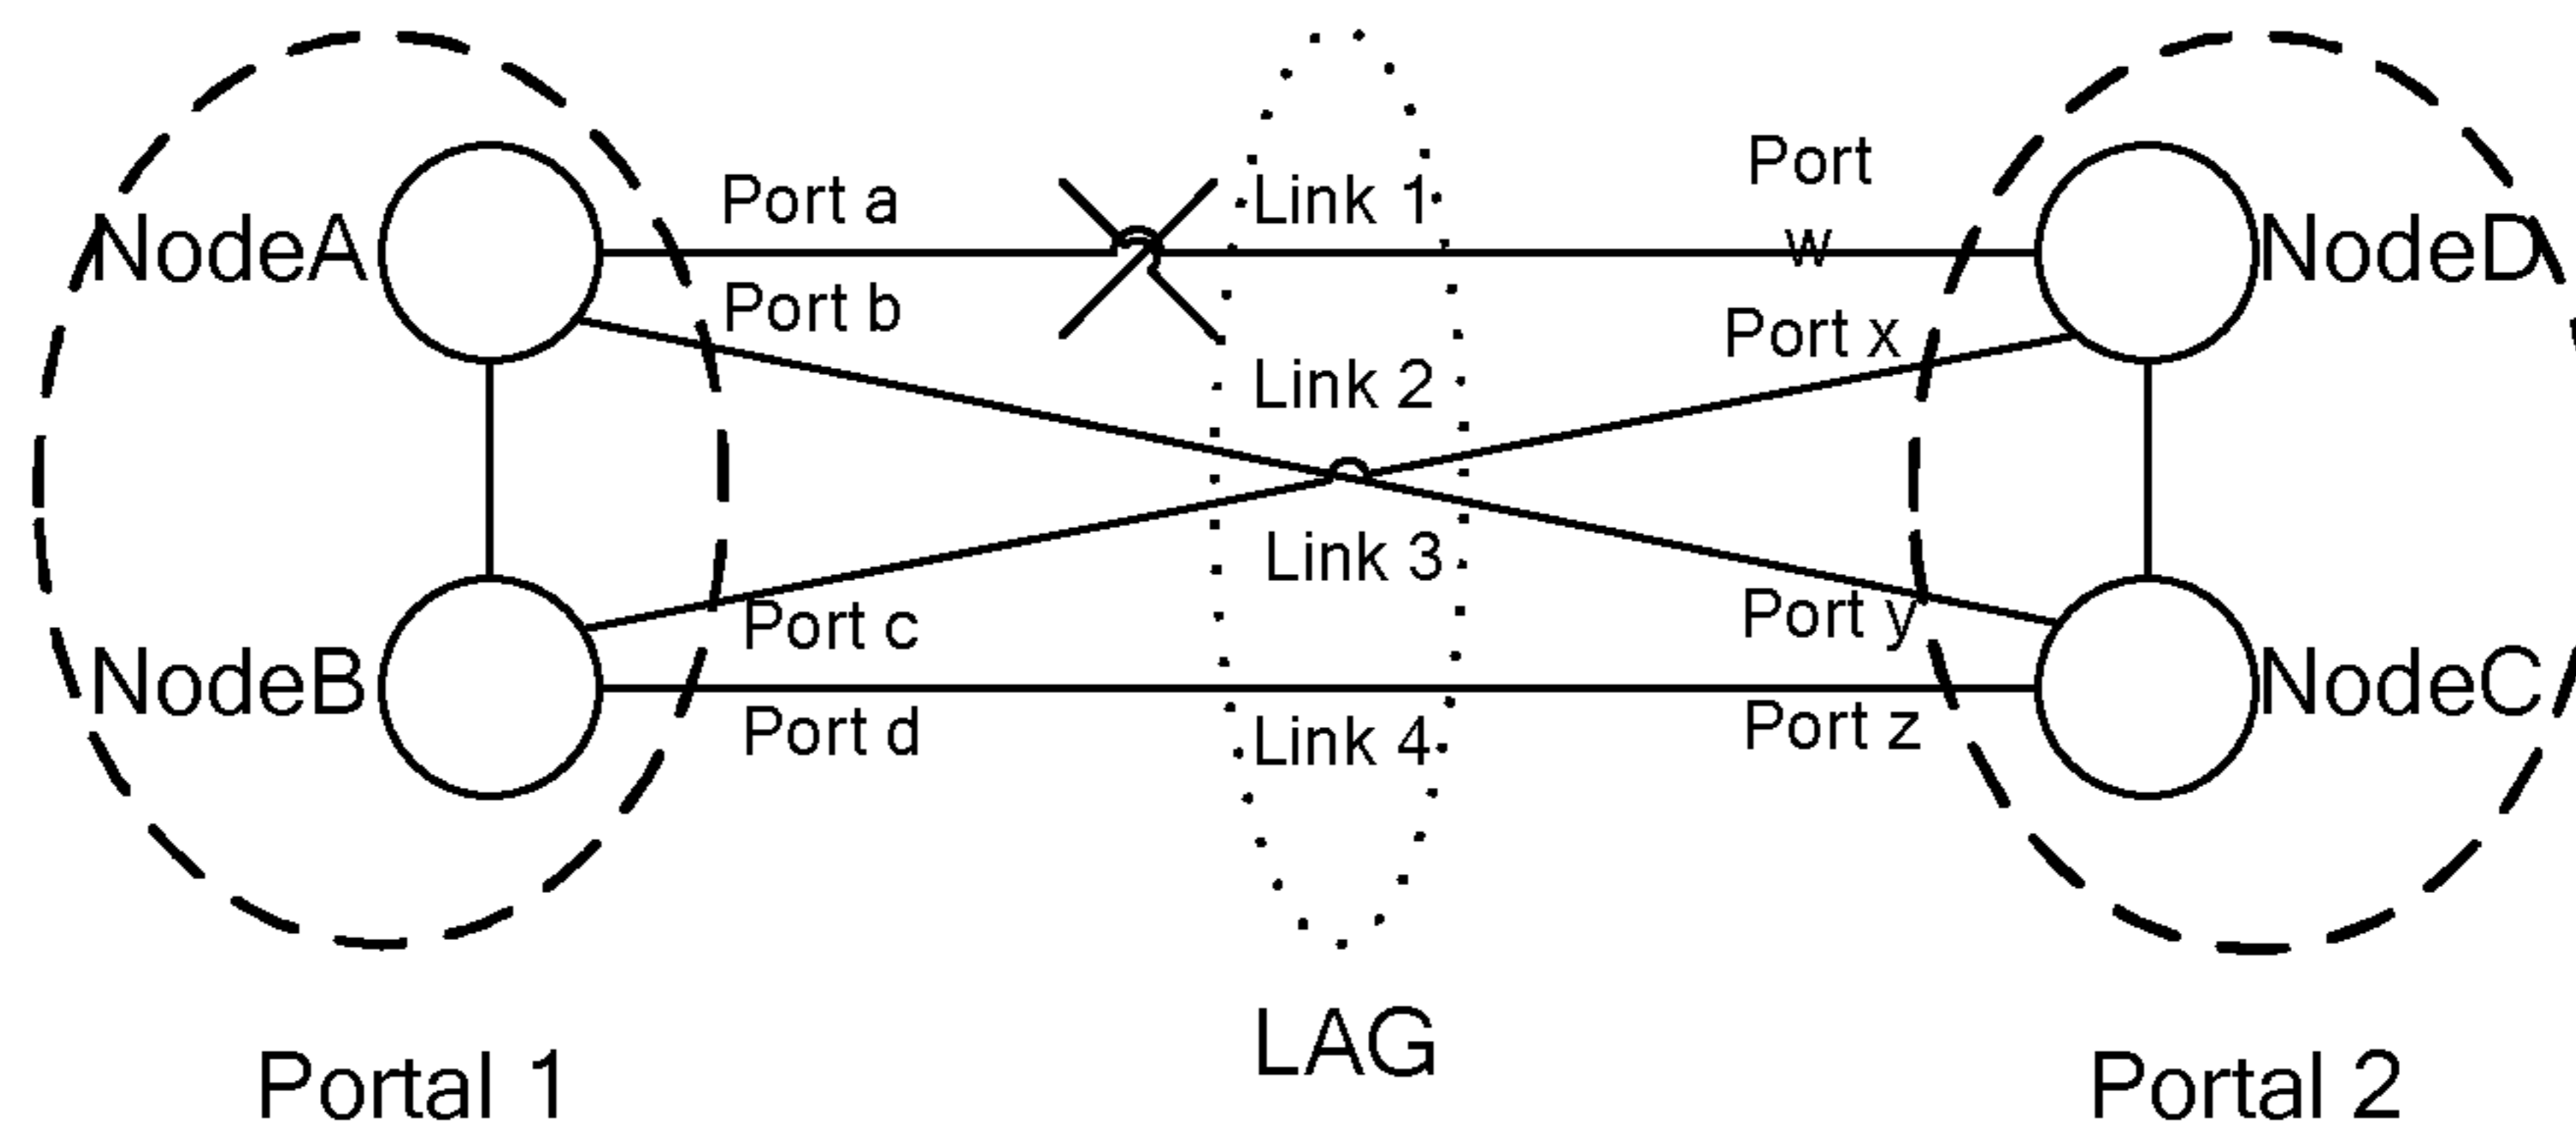 Port a
Link 1
Port
w
NodeA
NodeD
Port b
Port x
Link 2
Link 3
Port c
Port y
NodeB
NodeC
Port d
Link 4
Port z
LAG
Portal 1
Portal 2